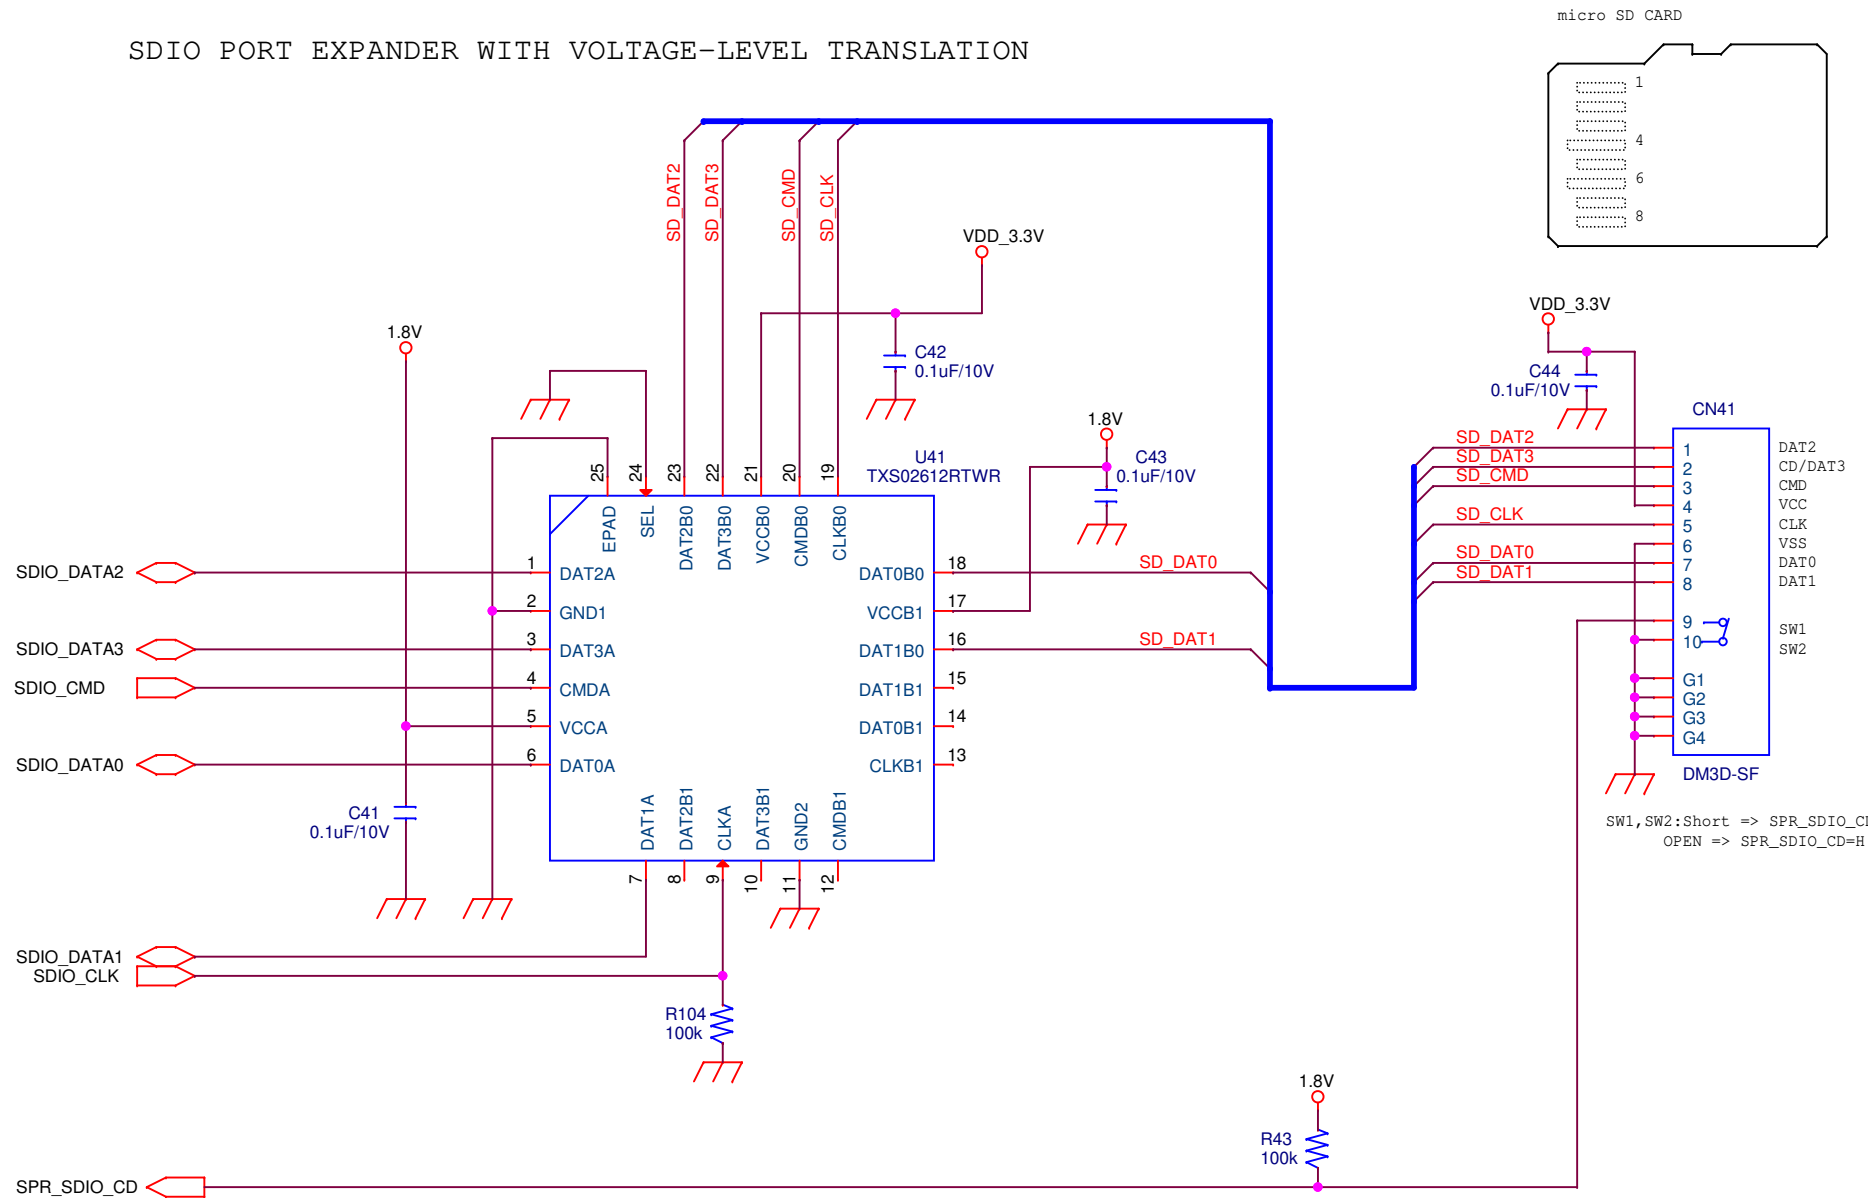 micro SD CARD
SDIO PORT EXPANDER WITH VOLTAGE-LEVEL TRANSLATION
1
4
6
8
SD_DAT2
SD_DAT3
SD_CMD
SD_CLK
VDD_3.3V
C42
0.1uF/10V
1.8V
VDD_3.3V
C44
0.1uF/10V
CN41
1.8V
C43
0.1uF/10V
U41
TXS02612RTWR
25
24
23
22
21
20
19
EPAD
SEL
DAT2B0
DAT3B0
VCCB0
CMDB0
CLKB0
SDIO_DATA2
1
DAT2A
2
GND1
SDIO_DATA3
3
DAT3A
SDIO_CMD
4
CMDA
5
VCCA
SDIO_DATA0
6
DAT0A
DAT0B0
18
SD_DAT0
VCCB1
17
DAT1B0
16
SD_DAT1
DAT1B1
15
DAT0B1
14
CLKB1
13
DAT1A
DAT2B1
CLKA
DAT3B1
GND2
CMDB1
7
8
9
10
11
12
C41
0.1uF/10V
SD_DAT2
1
DAT2
SD_DAT3
2
CD/DAT3
SD_CMD
3
CMD
4
VCC
SD_CLK
5
CLK
6
VSS
SD_DAT0
7
DAT0
SD_DAT1
8
DAT1
9
SW1
10
SW2
G1
G2
G3
G4
DM3D-SF
SW1,SW2:Short => SPR_SDIO_C
OPEN => SPR_SDIO_CD=H
SDIO_DATA1
SDIO_CLK
R104
100k
1.8V
R43
100k
SPR_SDIO_CD